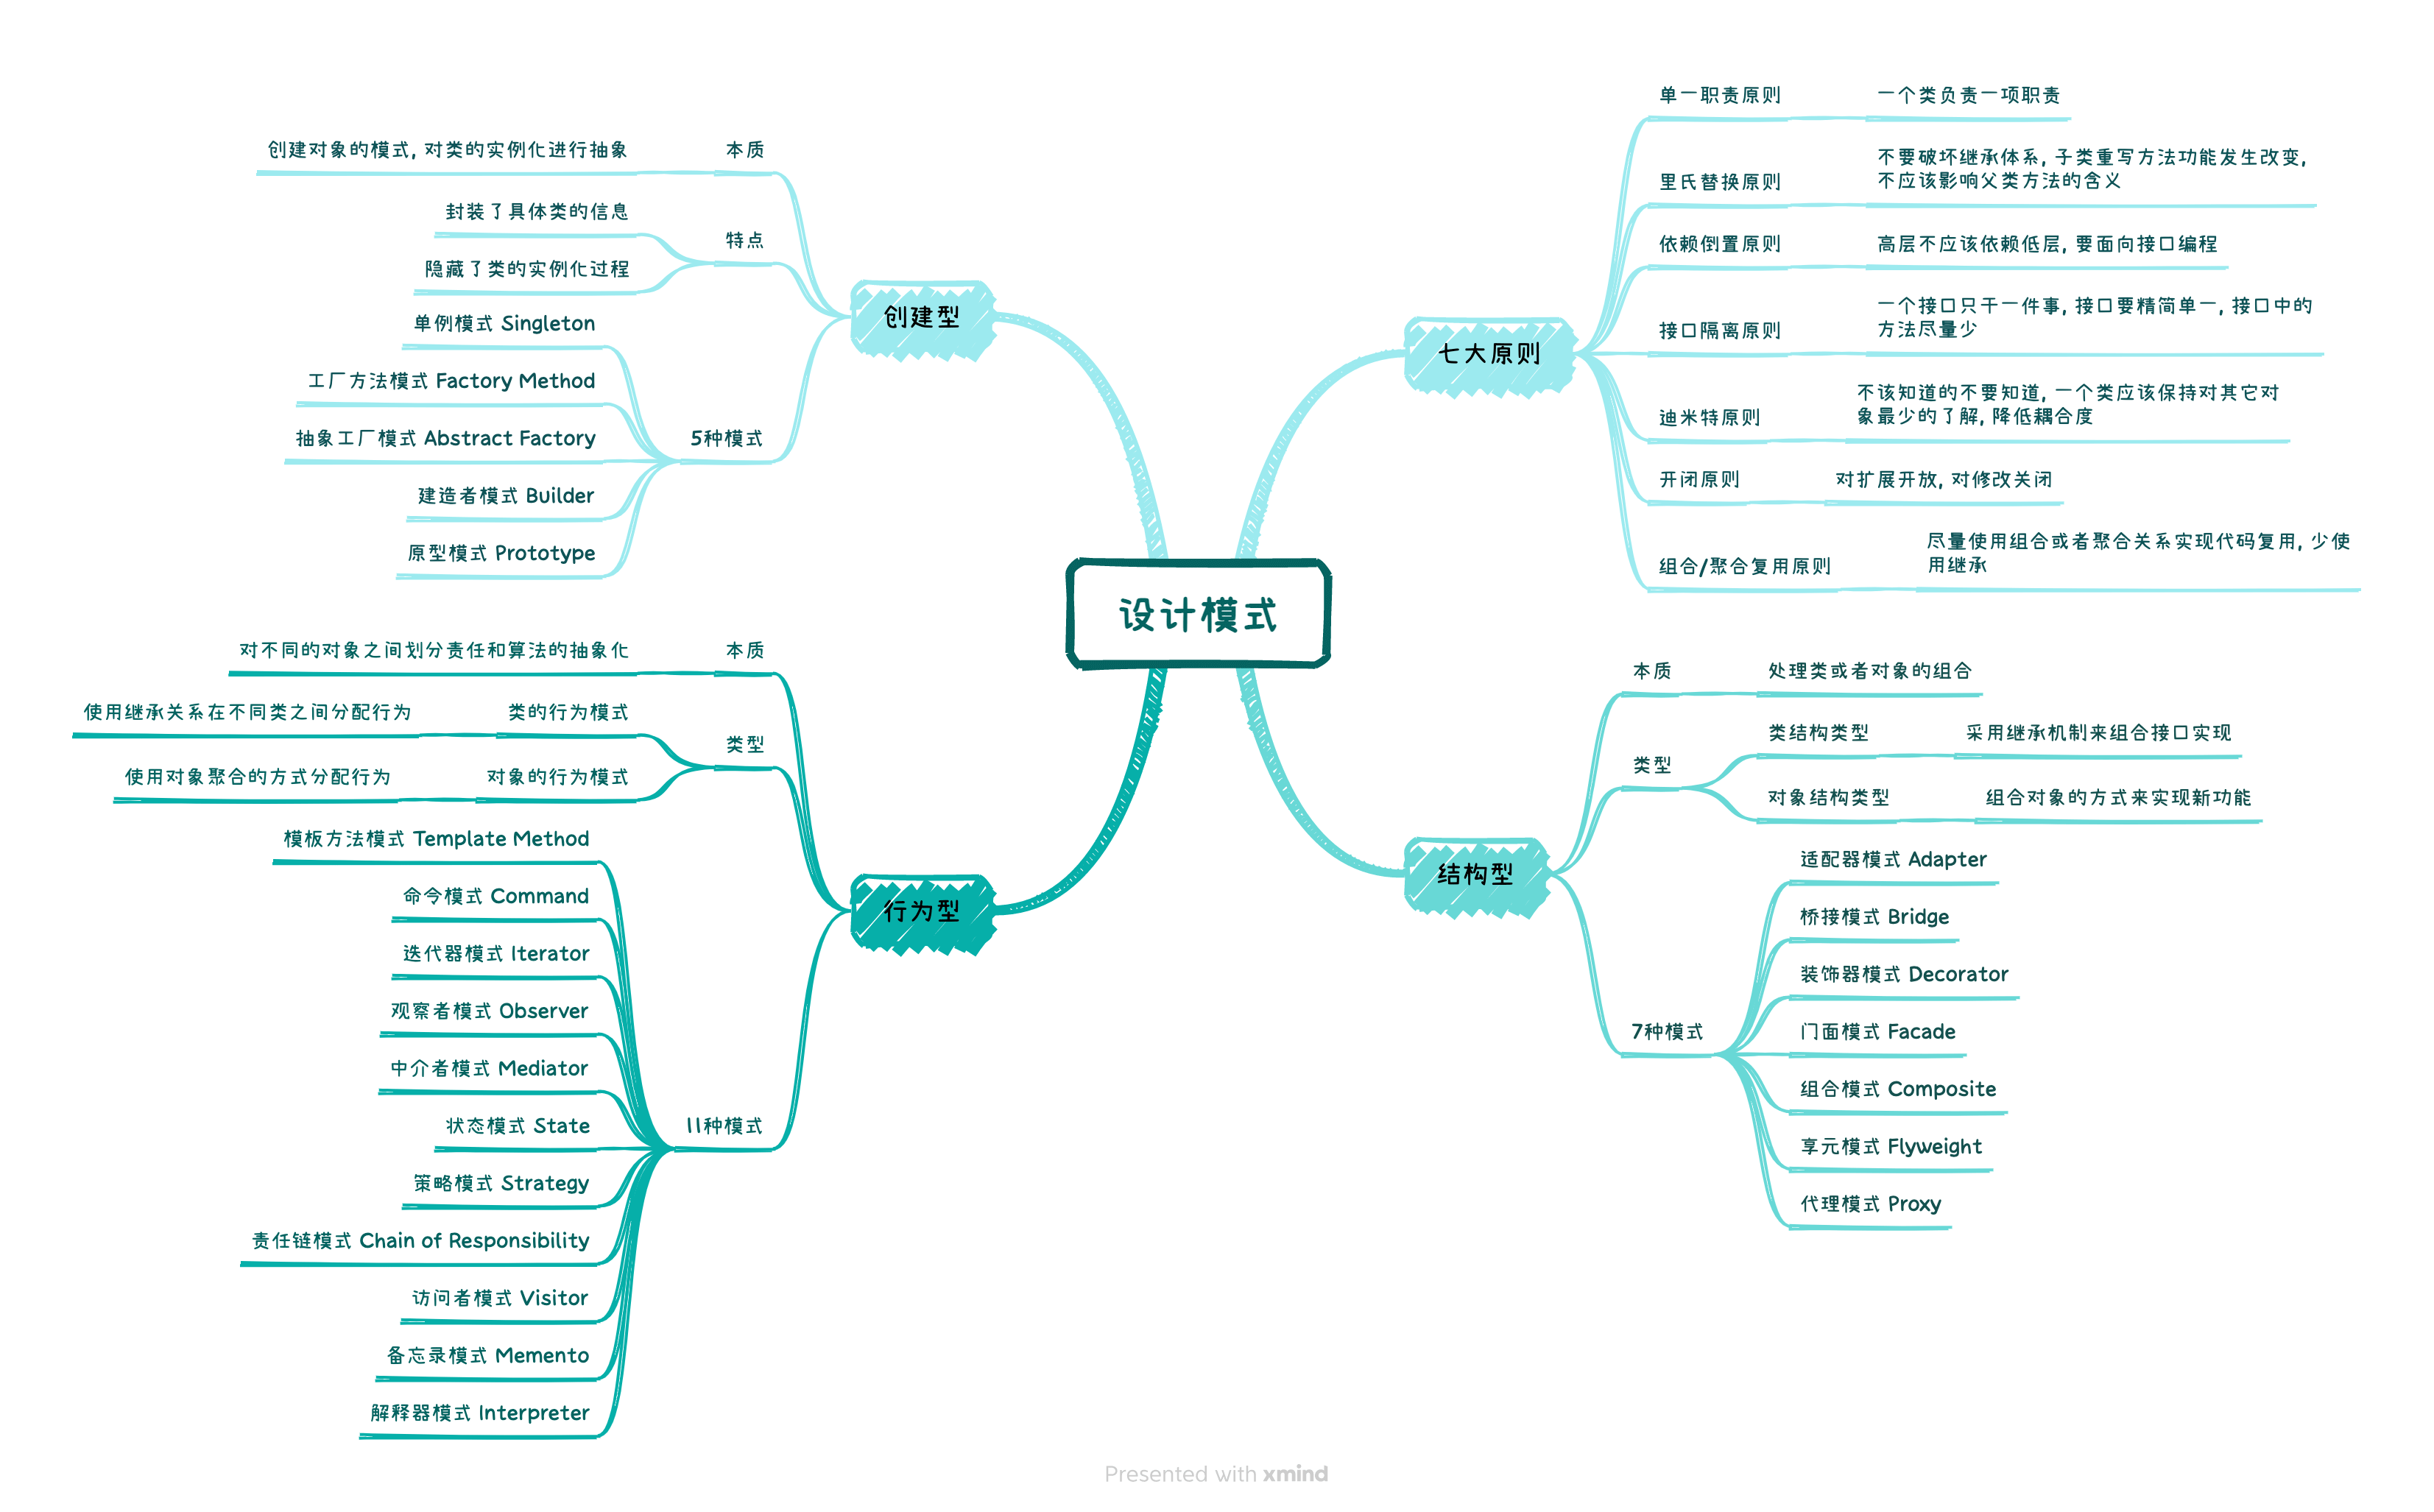 设计模式
七大原则
单一职责原则
一个类负责一项职责
里氏替换原则
不要破坏继承体系, 子类重写方法功能发生改变,
不应该影响父类方法的含义
依赖倒置原则
高层不应该依赖低层, 要面向接口编程
接口隔离原则
一个接口只干一件事, 接口要精简单一, 接口中的
方法尽量少
迪米特原则
不该知道的不要知道, 一个类应该保持对其它对
象最少的了解, 降低耦合度
开闭原则
对扩展开放, 对修改关闭
组合/聚合复用原则
尽量使用组合或者聚合关系实现代码复用, 少使
用继承
结构型
本质
处理类或者对象的组合
类型
类结构类型
采用继承机制来组合接口实现
对象结构类型
组合对象的方式来实现新功能
7种模式
适配器模式 Adapter
桥接模式 Bridge
装饰器模式 Decorator
门面模式 Facade
组合模式 Composite
享元模式 Flyweight
代理模式 Proxy
创建型
本质
创建对象的模式, 对类的实例化进行抽象
特点
封装了具体类的信息
隐藏了类的实例化过程
5种模式
单例模式 Singleton
工厂方法模式 Factory Method
抽象工厂模式 Abstract Factory
建造者模式 Builder
原型模式 Prototype
行为型
本质
对不同的对象之间划分责任和算法的抽象化
类型
类的行为模式
使用继承关系在不同类之间分配行为
对象的行为模式
使用对象聚合的方式分配行为
11种模式
模板方法模式 Template Method
命令模式 Command
迭代器模式 Iterator
观察者模式 Observer
中介者模式 Mediator
状态模式 State
策略模式 Strategy
责任链模式 Chain of Responsibility
访问者模式 Visitor
备忘录模式 Memento
解释器模式 Interpreter
Presented with xmind